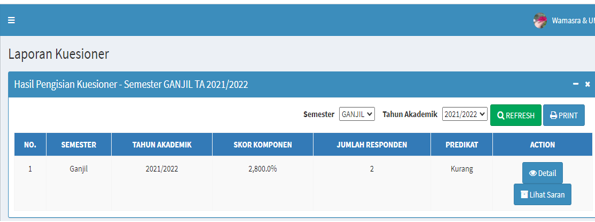 Wamasra & Uf
Laporan Kuesioner
Hasil Pengisian Kuesioner - Semester GANJIL TA 2021/2022
Semester GANJIL Tahun Akademik 2021/2022 REFRESH PRINT
NO. SEMESTER TAHUN AKADEMIK SKOR KOMPONEN JUMLAH RESPONDEN PREDIKAT ACTION
1 Ganjil 2021/2022 2,800.0% 2 Kurang Detail
Lihat Saran